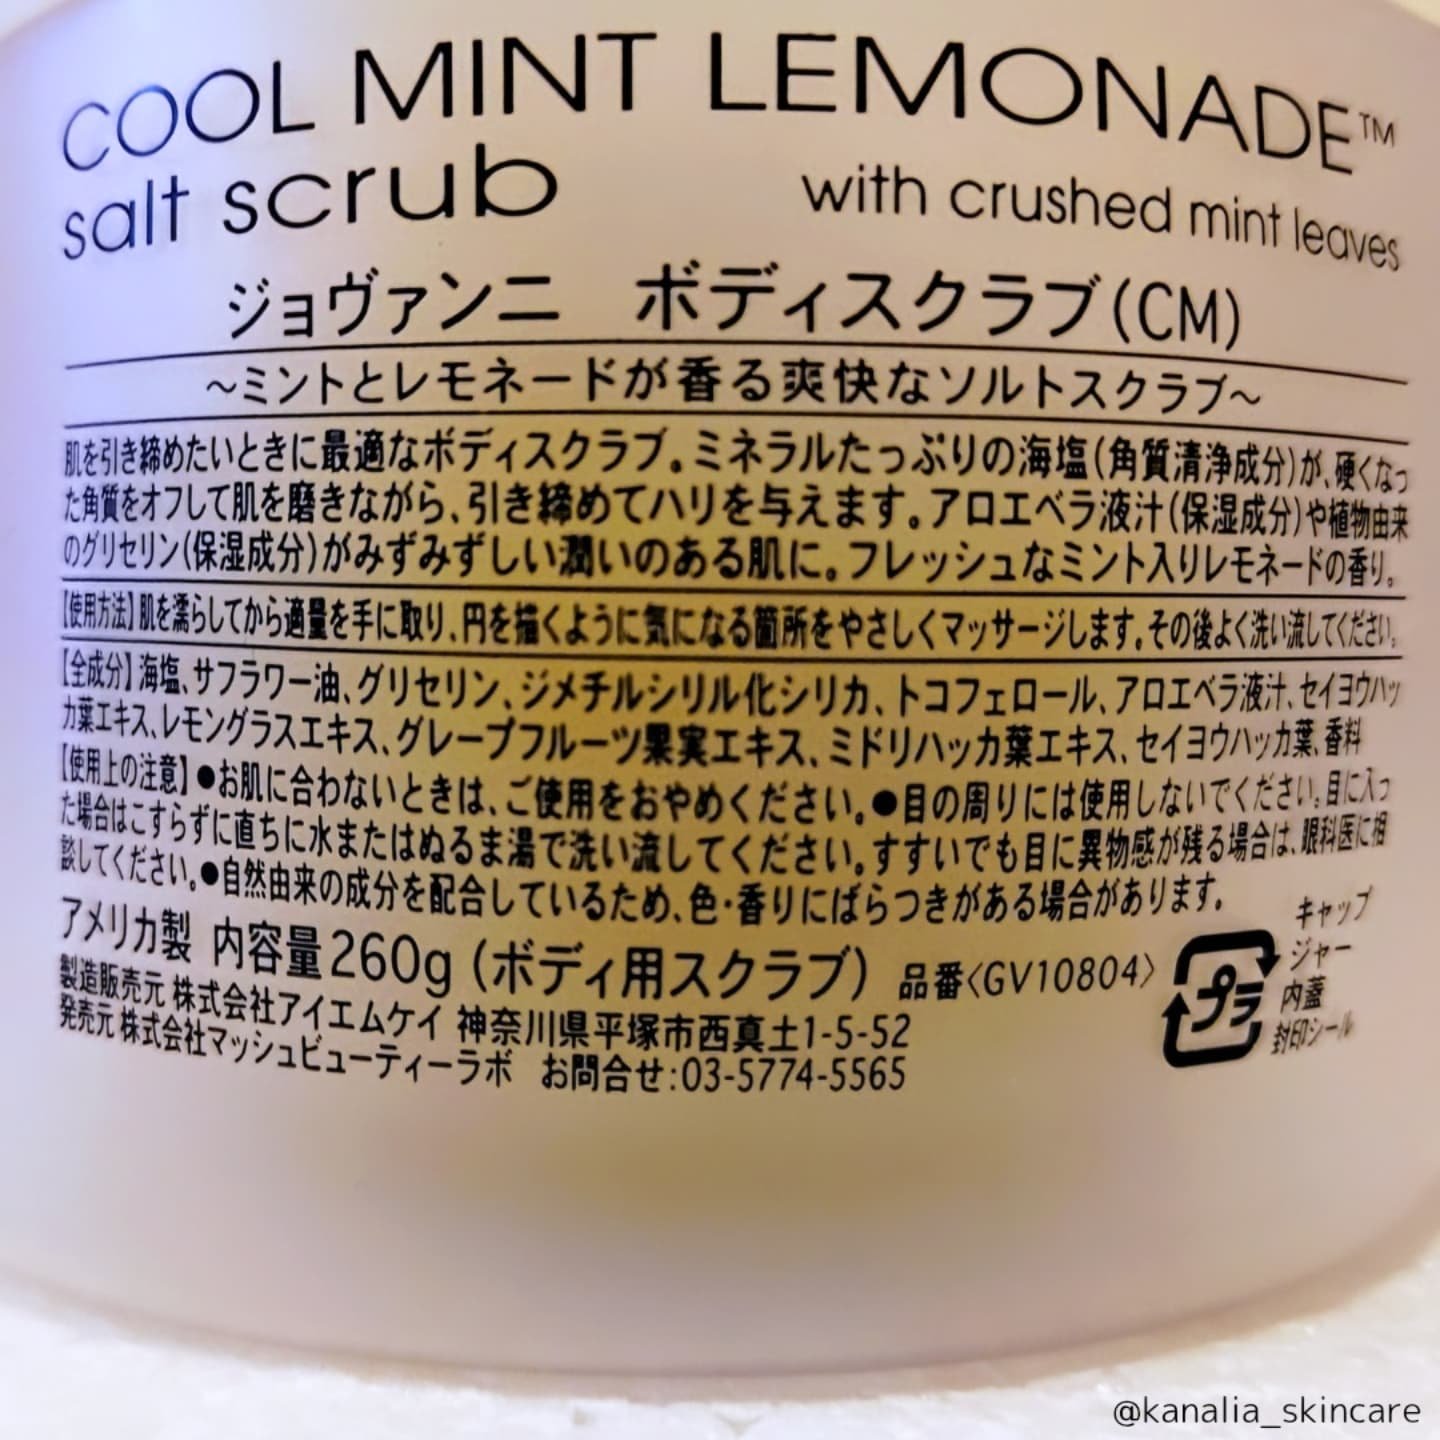 COOL MINT LEMONADE™
salt scrub with crushed mint leaves
ジョヴァンニ　ボディスクラブ(CM)
～ミントとレモネードが香る爽快なソルトスクラブ～
肌を引き締めたいときに最適なボディスクラブ。ミネラルたっぷりの海塩(角質清浄成分)が、硬くなっ
た角質をオフして肌を磨きながら、引き締めてハリを与えます。アロエベラ液汁(保湿成分)や植物由来
のグリセリン(保湿成分)がみずみずしい潤いのある肌に。フレッシュなミント入りレモネードの香り。
【使用方法】肌を濡らしてから適量を手に取り、円を描くように気になる箇所をやさしくマッサージします。その後よく洗い流してください。
【全成分】海塩、サフラワー油、グリセリン、ジメチルシリル化シリカ、トコフェロール、アロエベラ液汁、セイヨウハッ
カ葉エキス、レモングラスエキス、グレープフルーツ果実エキス、ミドリハッカ葉エキス、セイヨウハッカ葉、香料
【使用上の注意】●お肌に合わないときは、ご使用をおやめください。●目の周りには使用しないでください。目に入っ
た場合はこすらずに直ちに水またはぬるま湯で洗い流してください。すすいでも目に異物感が残る場合は、眼科医に相
談してください。●自然由来の成分を配合しているため、色・香りにばらつきがある場合があります。
アメリカ製 内容量260g (ボディ用スクラブ) 品番〈GV10804〉
製造販売元 株式会社アイエムケイ 神奈川県平塚市西真土1-5-52
発売元 株式会社マッシュビューティーラボ お問合せ:03-5774-5565
プラ
キャップ
ジャー
内蓋
封印シール
@kanalia_skincare